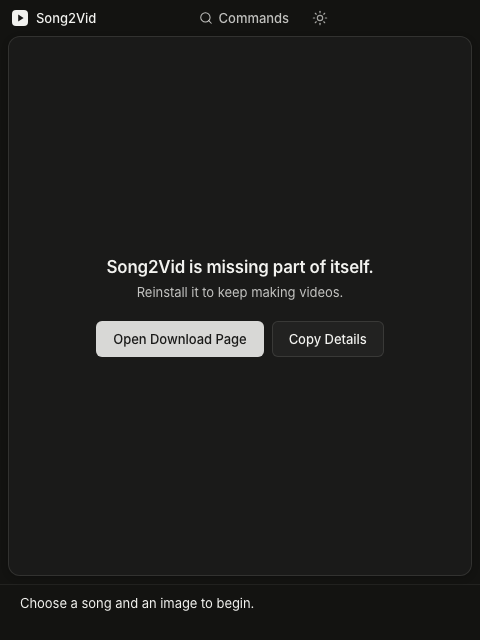 Song2Vid
Commands
Song2Vid is missing part of itself.
Reinstall it to keep making videos.
Open Download Page
Copy Details
Choose a song and an image to begin.